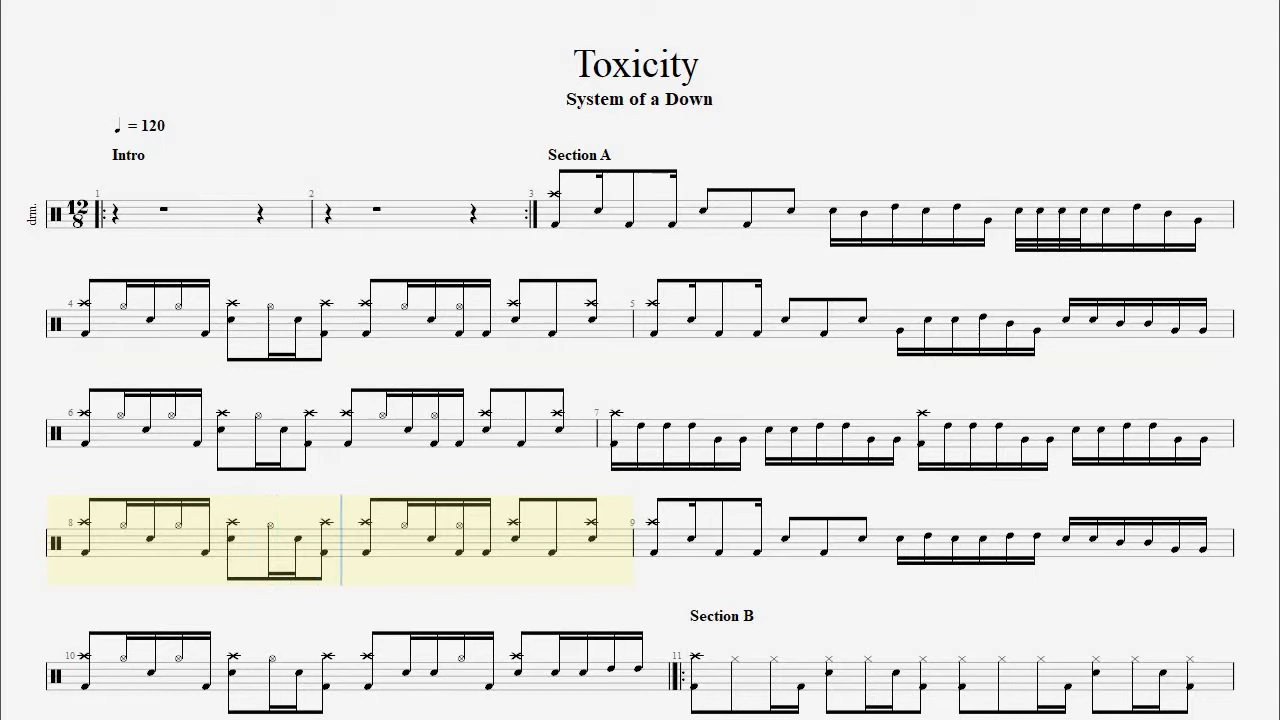 Toxicity
System of a Down
♩ = 120
Intro
Section A
drm.
12
8
1
2
3
4
5
6
7
8
9
Section B
10
11